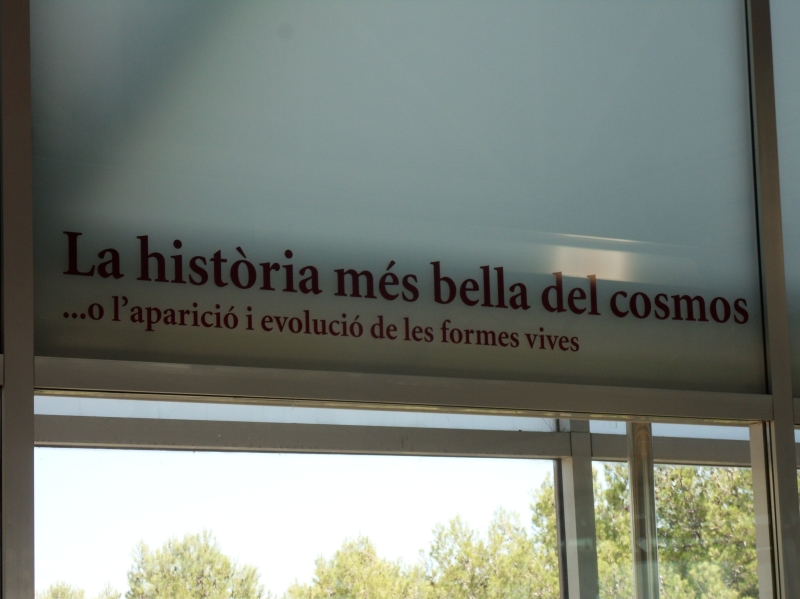 La història més bella del cosmos
...o l'aparició i evolució de les formes vives